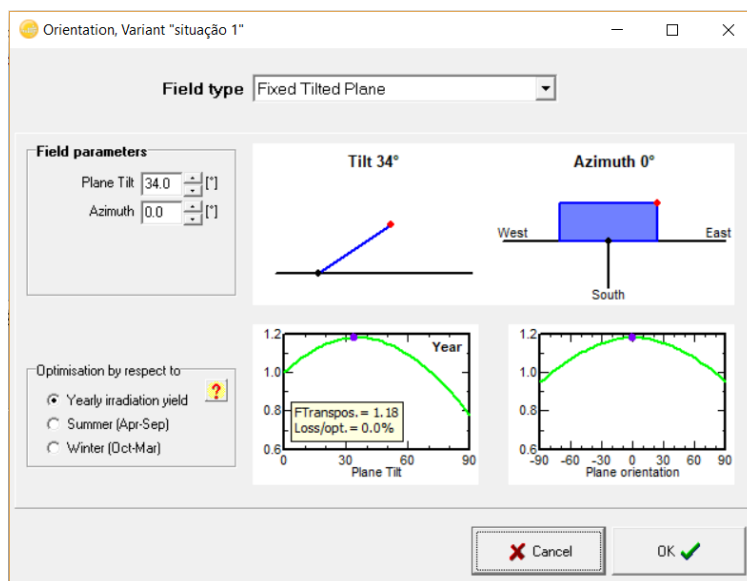 Orientation, Variant "situação 1"
Field type Fixed Tilted Plane
Field parameters
Plane Tilt 34.0 [°]
Azimuth 0.0 [°]
Tilt 34°
Azimuth 0°
West East
South
Optimisation by respect to
?
Yearly irradiation yield
Summer (Apr-Sep)
Winter (Oct-Mar)
1.2
1.0
0.8
0.6
Year
FTranspos.= 1.18
Loss/opt.= 0.0%
0 30 60 90
Plane Tilt
1.2
1.0
0.8
0.6
-90 -60 -30 0 30 60 90
Plane orientation
Cancel OK